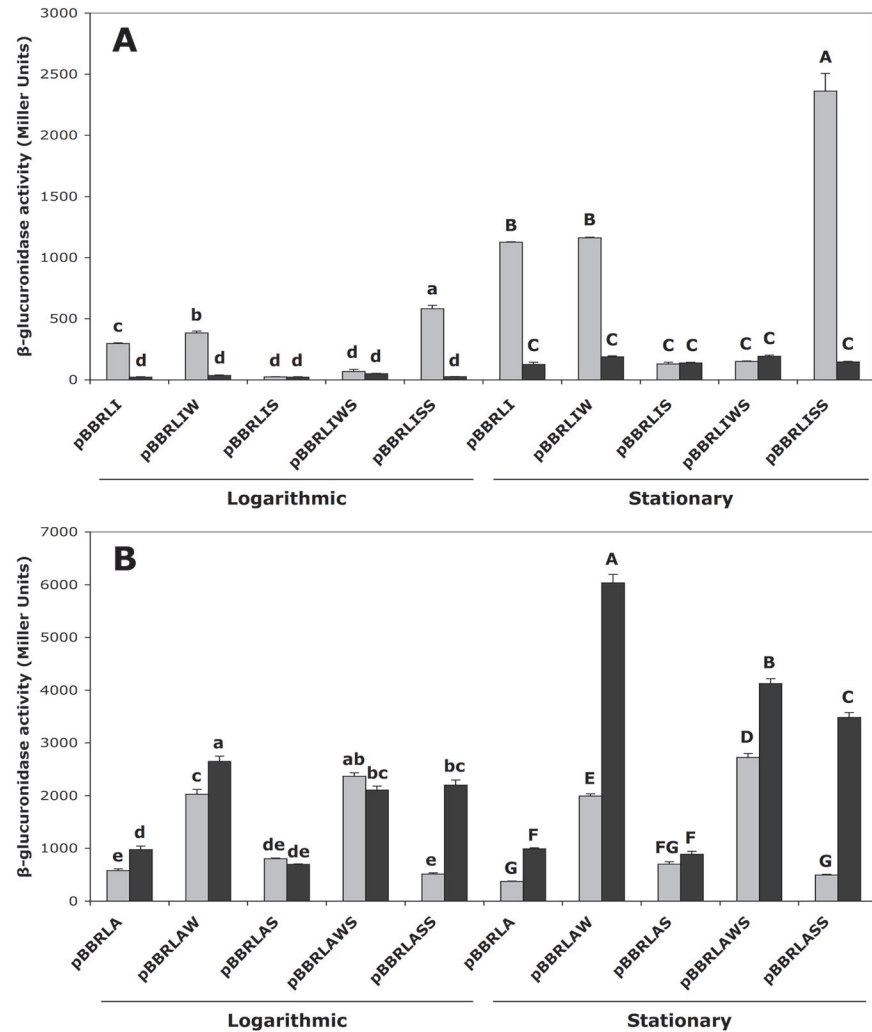 A
β-glucuronidase activity (Miller Units)
3000
2500
2000
1500
1000
500
0
c
d
b
d
d
d
d
d
a
d
B
C
B
C
C
C
C
C
A
C
pBBRLI
pBBRLIW
pBBRLIS
pBBRLIWS
pBBRLISS
pBBRLI
pBBRLIW
pBBRLIS
pBBRLIWS
pBBRLISS
Logarithmic
Stationary
B
β-glucuronidase activity (Miller Units)
7000
6000
5000
4000
3000
2000
1000
0
e
d
c
a
de
de
ab
bc
e
bc
G
F
E
A
FG
F
D
B
G
C
pBBRLA
pBBRLAW
pBBRLAS
pBBRLAWS
pBBRLASS
pBBRLA
pBBRLAW
pBBRLAS
pBBRLAWS
pBBRLASS
Logarithmic
Stationary